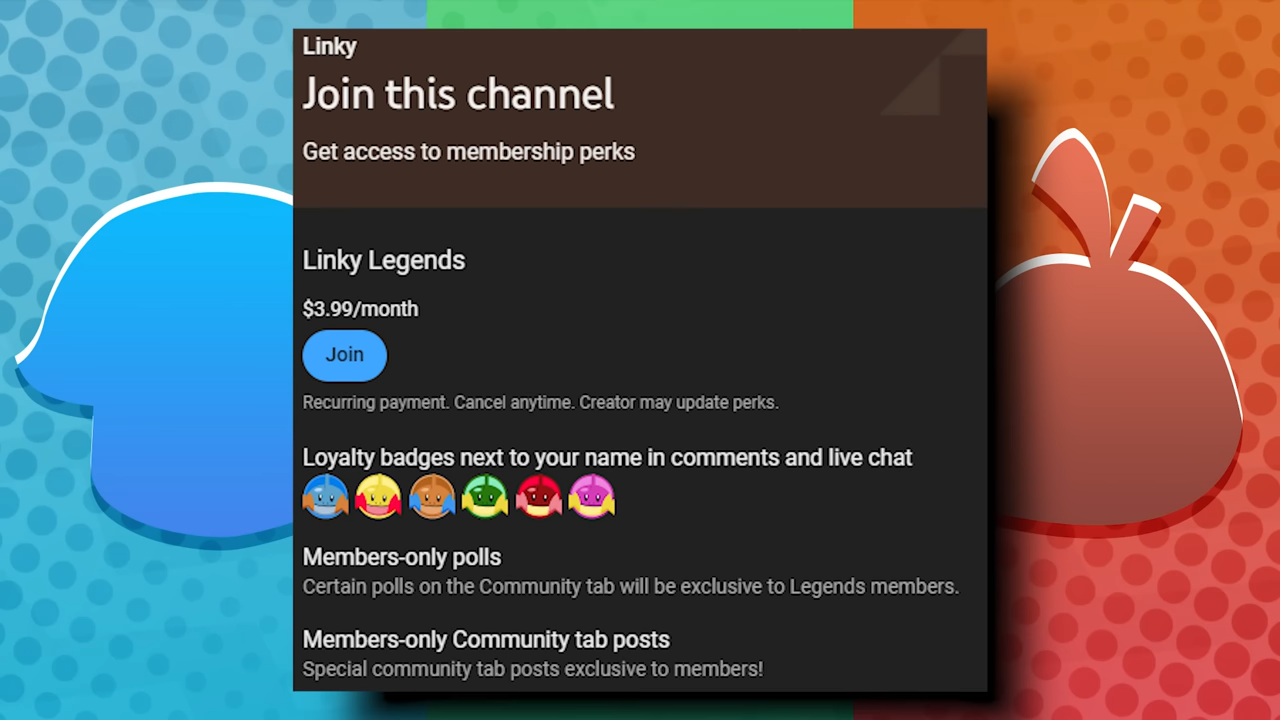 Linky
Join this channel
Get access to membership perks
Linky Legends
$3.99/month
Join
Recurring payment. Cancel anytime. Creator may update perks.
Loyalty badges next to your name in comments and live chat
Members-only polls
Certain polls on the Community tab will be exclusive to Legends members.
Members-only Community tab posts
Special community tab posts exclusive to members!